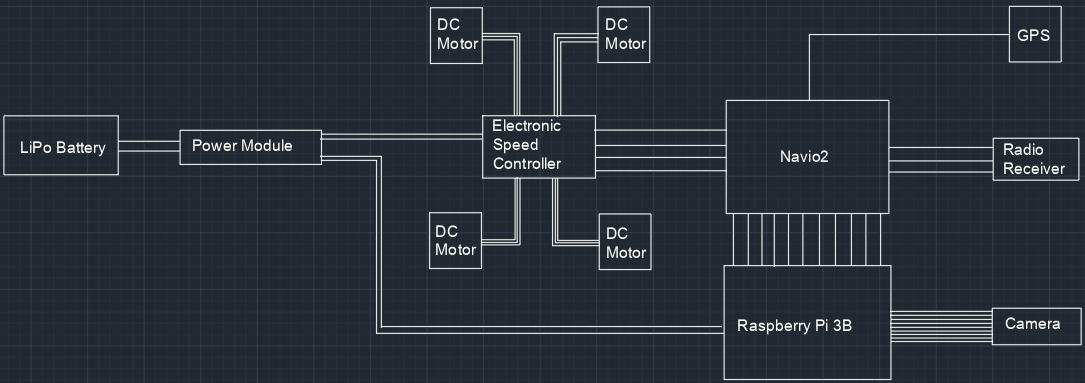 DC
Motor
DC
Motor
GPS
LiPo Battery
Power Module
Electronic
Speed
Controller
Navio2
Radio
Receiver
DC
Motor
DC
Motor
Raspberry Pi 3B
Camera